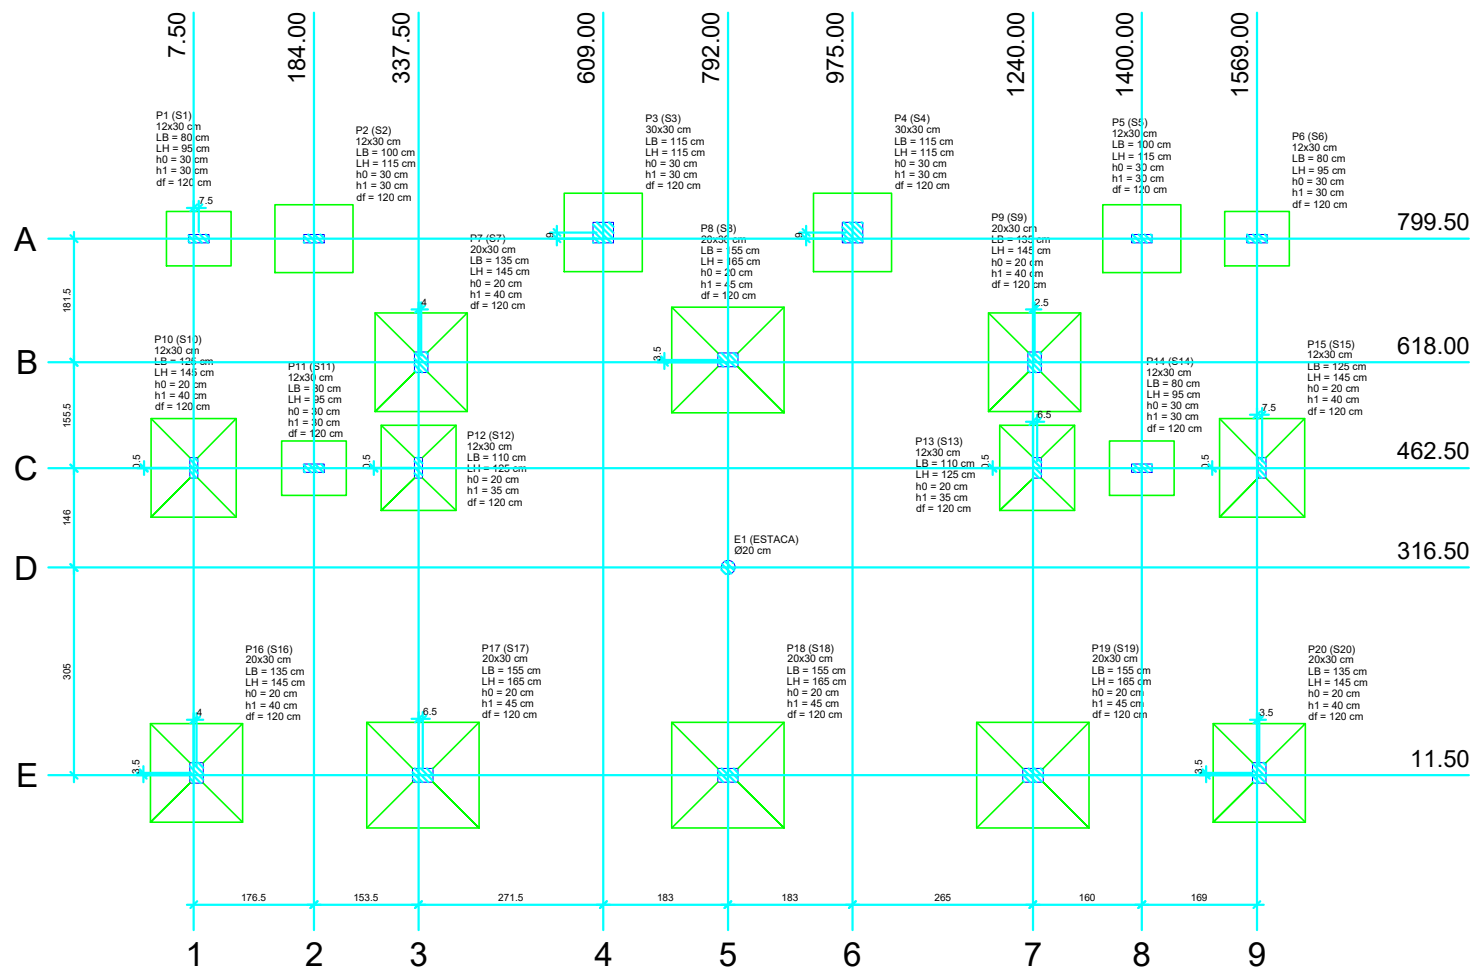 7.50
184.00
337.50
609.00
792.00
975.00
1240.00
1400.00
1569.00
P1 (S1)
12x30 cm
LB = 80 cm
LH = 95 cm
h0 = 30 cm
h1 = 30 cm
df = 120 cm
P2 (S2)
12x30 cm
LB = 100 cm
LH = 115 cm
h0 = 30 cm
h1 = 30 cm
df = 120 cm
P3 (S3)
30x30 cm
LB = 115 cm
LH = 115 cm
h0 = 30 cm
h1 = 30 cm
df = 120 cm
P4 (S4)
30x30 cm
LB = 115 cm
LH = 115 cm
h0 = 30 cm
h1 = 30 cm
df = 120 cm
P5 (S5)
12x30 cm
LB = 100 cm
LH = 115 cm
h0 = 30 cm
h1 = 30 cm
df = 120 cm
P6 (S6)
12x30 cm
LB = 80 cm
LH = 95 cm
h0 = 30 cm
h1 = 30 cm
df = 120 cm
7.5
9
9
A
799.50
P7 (S7)
20x30 cm
LB = 135 cm
LH = 145 cm
h0 = 20 cm
h1 = 40 cm
df = 120 cm
P8 (S8)
20x30 cm
LB = 155 cm
LH = 165 cm
h0 = 20 cm
h1 = 45 cm
df = 120 cm
P9 (S9)
20x30 cm
LB = 135 cm
LH = 145 cm
h0 = 20 cm
h1 = 40 cm
df = 120 cm
181.5
4
3.5
2.5
B
618.00
P10 (S10)
12x30 cm
LB = 125 cm
LH = 145 cm
h0 = 20 cm
h1 = 40 cm
df = 120 cm
P11 (S11)
12x30 cm
LB = 80 cm
LH = 95 cm
h0 = 30 cm
h1 = 30 cm
df = 120 cm
P12 (S12)
12x30 cm
LB = 110 cm
LH = 125 cm
h0 = 20 cm
h1 = 35 cm
df = 120 cm
P13 (S13)
12x30 cm
LB = 110 cm
LH = 125 cm
h0 = 20 cm
h1 = 35 cm
df = 120 cm
P14 (S14)
12x30 cm
LB = 80 cm
LH = 95 cm
h0 = 30 cm
h1 = 30 cm
df = 120 cm
P15 (S15)
12x30 cm
LB = 125 cm
LH = 145 cm
h0 = 20 cm
h1 = 40 cm
df = 120 cm
155.5
6.5
7.5
0.5
0.5
0.5
0.5
C
462.50
146
E1 (ESTACA)
Ø20 cm
D
316.50
305
P16 (S16)
20x30 cm
LB = 135 cm
LH = 145 cm
h0 = 20 cm
h1 = 40 cm
df = 120 cm
P17 (S17)
20x30 cm
LB = 155 cm
LH = 165 cm
h0 = 20 cm
h1 = 45 cm
df = 120 cm
P18 (S18)
20x30 cm
LB = 155 cm
LH = 165 cm
h0 = 20 cm
h1 = 45 cm
df = 120 cm
P19 (S19)
20x30 cm
LB = 155 cm
LH = 165 cm
h0 = 20 cm
h1 = 45 cm
df = 120 cm
P20 (S20)
20x30 cm
LB = 135 cm
LH = 145 cm
h0 = 20 cm
h1 = 40 cm
df = 120 cm
4
6.5
3.5
3.5
3.5
E
11.50
176.5
153.5
271.5
183
183
265
160
169
1
2
3
4
5
6
7
8
9